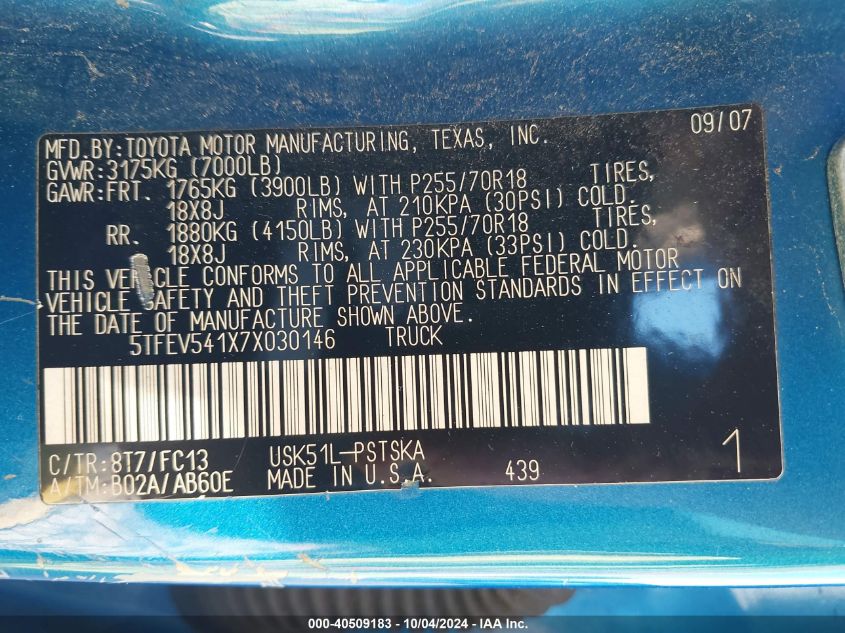 MFD.BY:TOYOTA MOTOR MANUFACTURING, TEXAS, INC. 09/07
GVWR:3175KG (7000LB)
GAWR:FRT. 1765KG (3900LB) WITH P255/70R18 TIRES,
18X8J RIMS, AT 210KPA (30PSI) COLD.
RR. 1880KG (4150LB) WITH P255/70R18 TIRES,
18X8J RIMS, AT 230KPA (33PSI) COLD.
THIS VEHICLE CONFORMS TO ALL APPLICABLE FEDERAL MOTOR
VEHICLE SAFETY AND THEFT PREVENTION STANDARDS IN EFFECT ON
THE DATE OF MANUFACTURE SHOWN ABOVE.
5TFEV541X7X030146 TRUCK
C/TR:8T7/FC13 USK51L-PSTSKA
A/TM:B02A/AB60E MADE IN U.S.A. 439 1
000-40509183 - 10/04/2024 - IAA Inc.